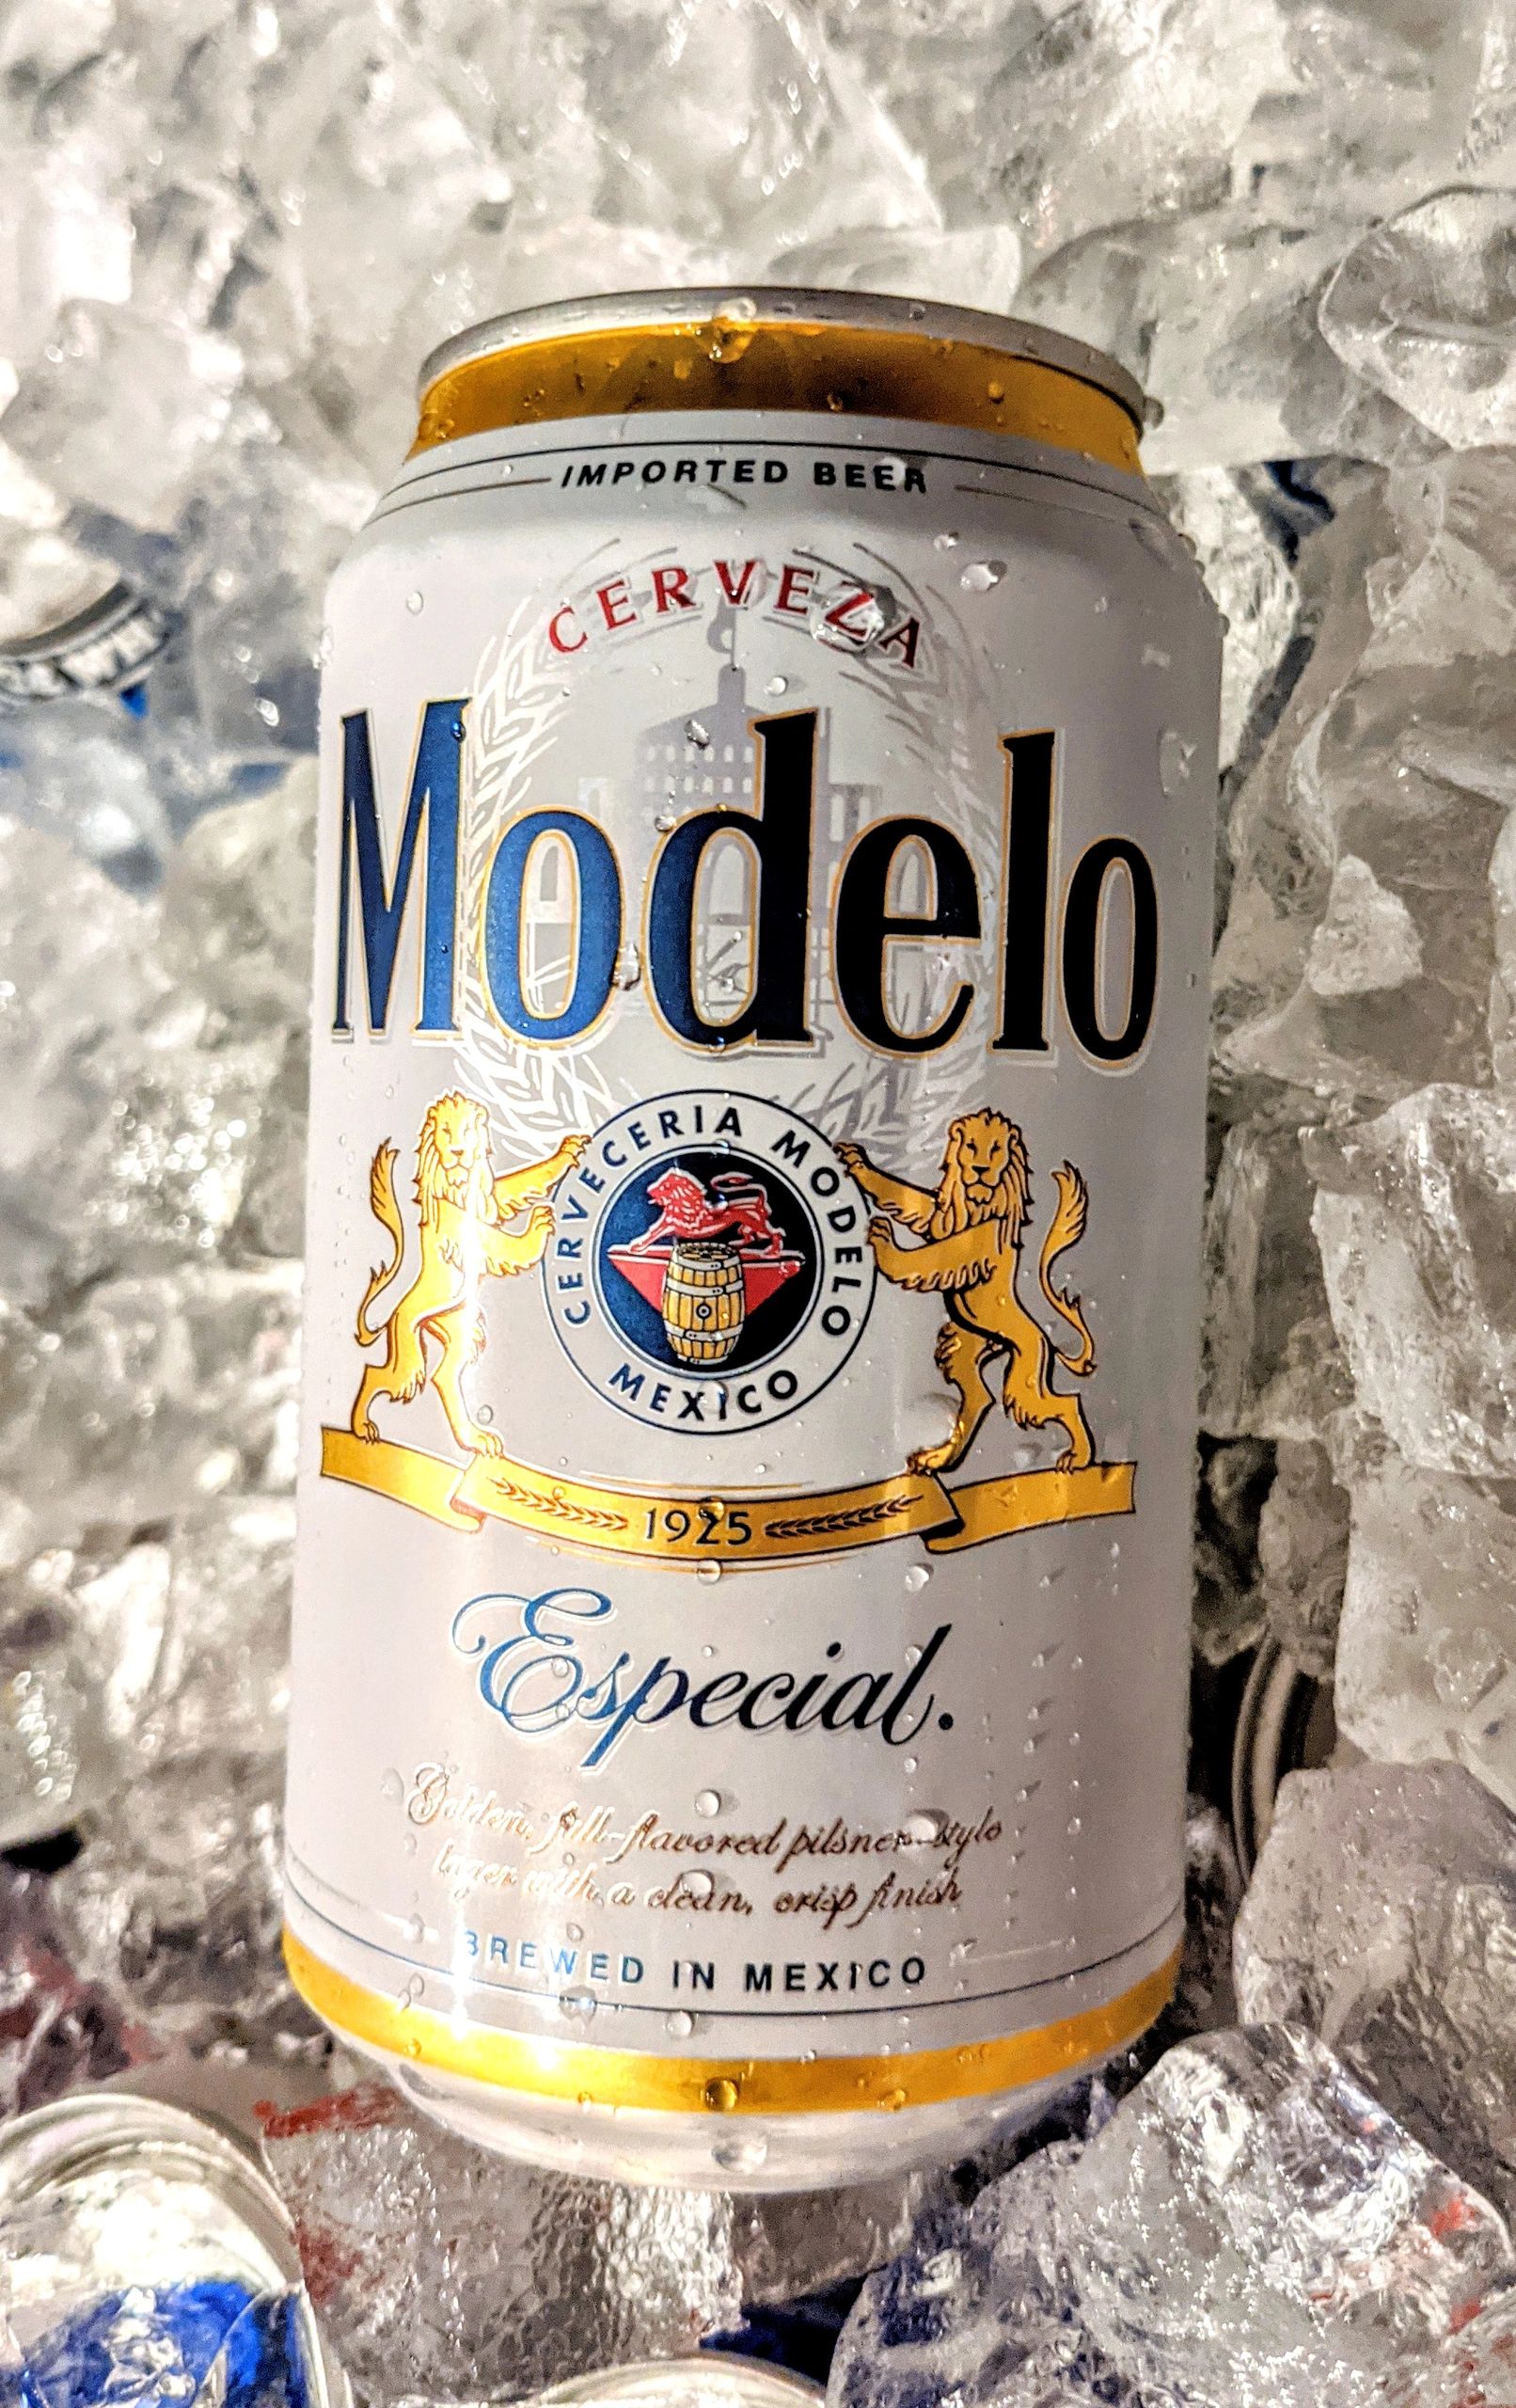 IMPORTED BEER
CERVEZA
Modelo
CERVECERIA MODELO
MEXICO
1925
Especial.
Golden, full-flavored pilsner-style
lager with a clean, crisp finish
BREWED IN MEXICO